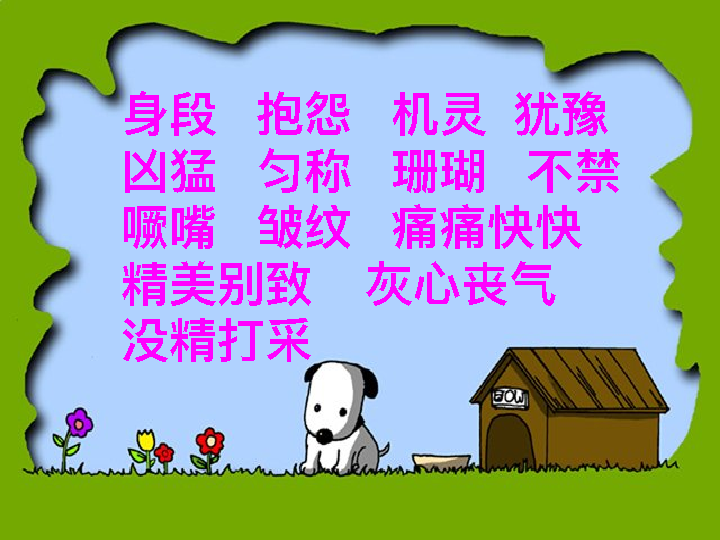 身段 抱怨 机灵 犹豫
凶猛 匀称 珊瑚 不禁
噘嘴 皱纹 痛痛快快
精美别致 灰心丧气
没精打采
BOW